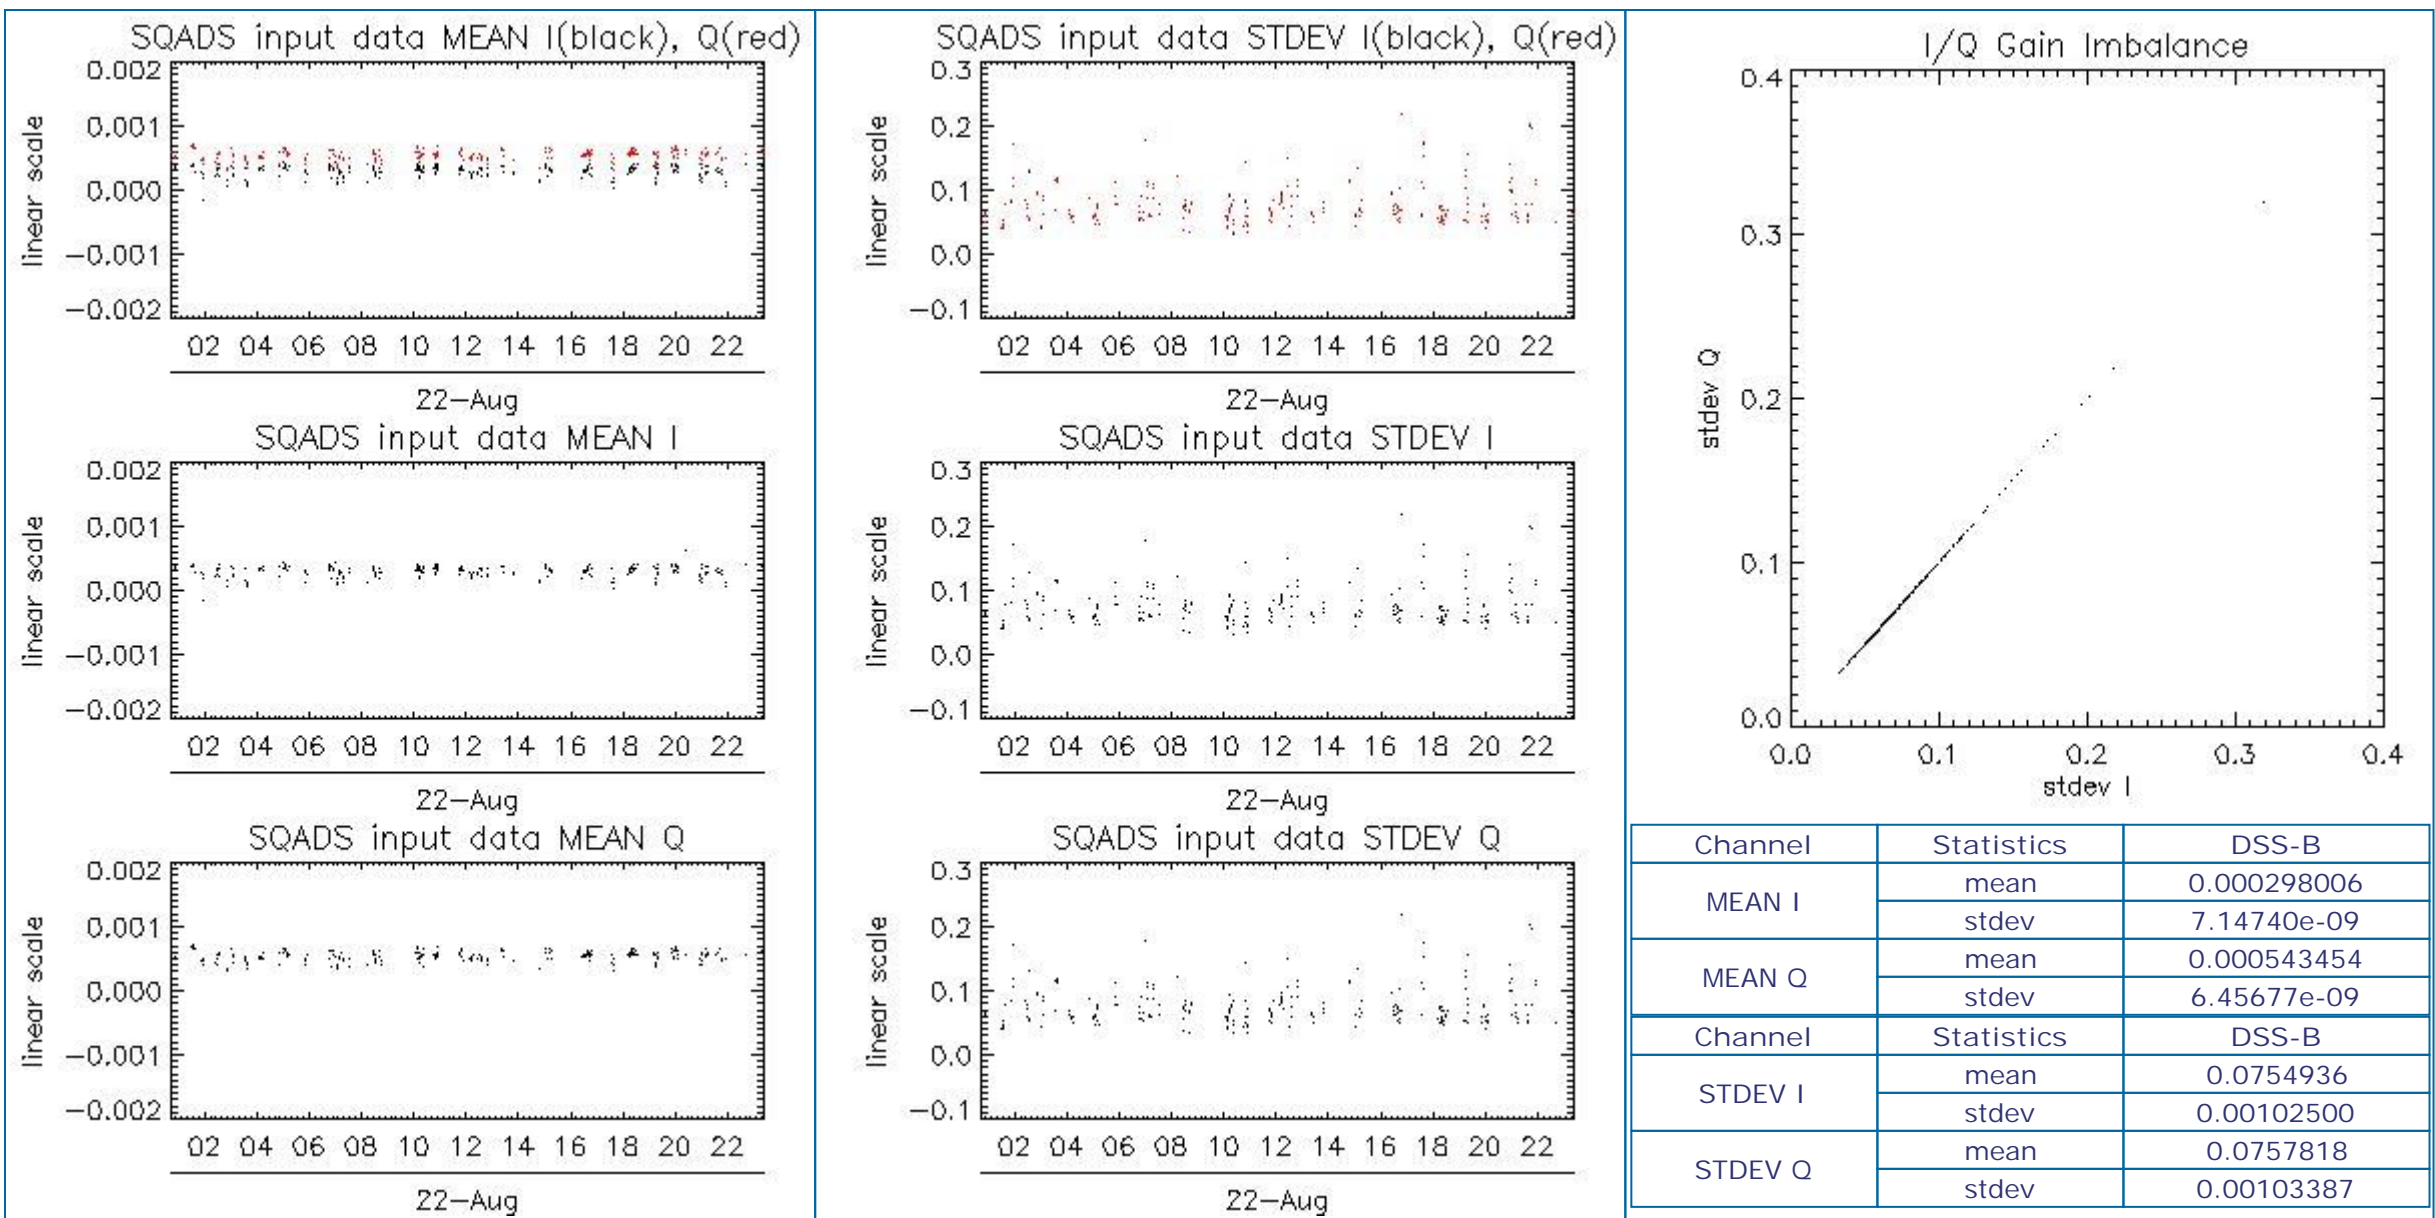 SQADS input data MEAN I(black), Q(red)
0.002
0.001
0.000
-0.001
-0.002
linear scale
02 04 06 08 10 12 14 16 18 20 22
22-Aug
SQADS input data MEAN I
0.002
0.001
0.000
-0.001
-0.002
linear scale
02 04 06 08 10 12 14 16 18 20 22
22-Aug
SQADS input data MEAN Q
0.002
0.001
0.000
-0.001
-0.002
linear scale
02 04 06 08 10 12 14 16 18 20 22
22-Aug
SQADS input data STDEV I(black), Q(red)
0.3
0.2
0.1
0.0
-0.1
linear scale
02 04 06 08 10 12 14 16 18 20 22
22-Aug
SQADS input data STDEV I
0.3
0.2
0.1
0.0
-0.1
linear scale
02 04 06 08 10 12 14 16 18 20 22
22-Aug
SQADS input data STDEV Q
0.3
0.2
0.1
0.0
-0.1
linear scale
02 04 06 08 10 12 14 16 18 20 22
22-Aug
I/Q Gain Imbalance
0.4
0.3
0.2
0.1
0.0
stdev Q
0.0 0.1 0.2 0.3 0.4
stdev I
Channel Statistics DSS-B
MEAN I mean 0.000298006
stdev 7.14740e-09
MEAN Q mean 0.000543454
stdev 6.45677e-09
Channel Statistics DSS-B
STDEV I mean 0.0754936
stdev 0.00102500
STDEV Q mean 0.0757818
stdev 0.00103387